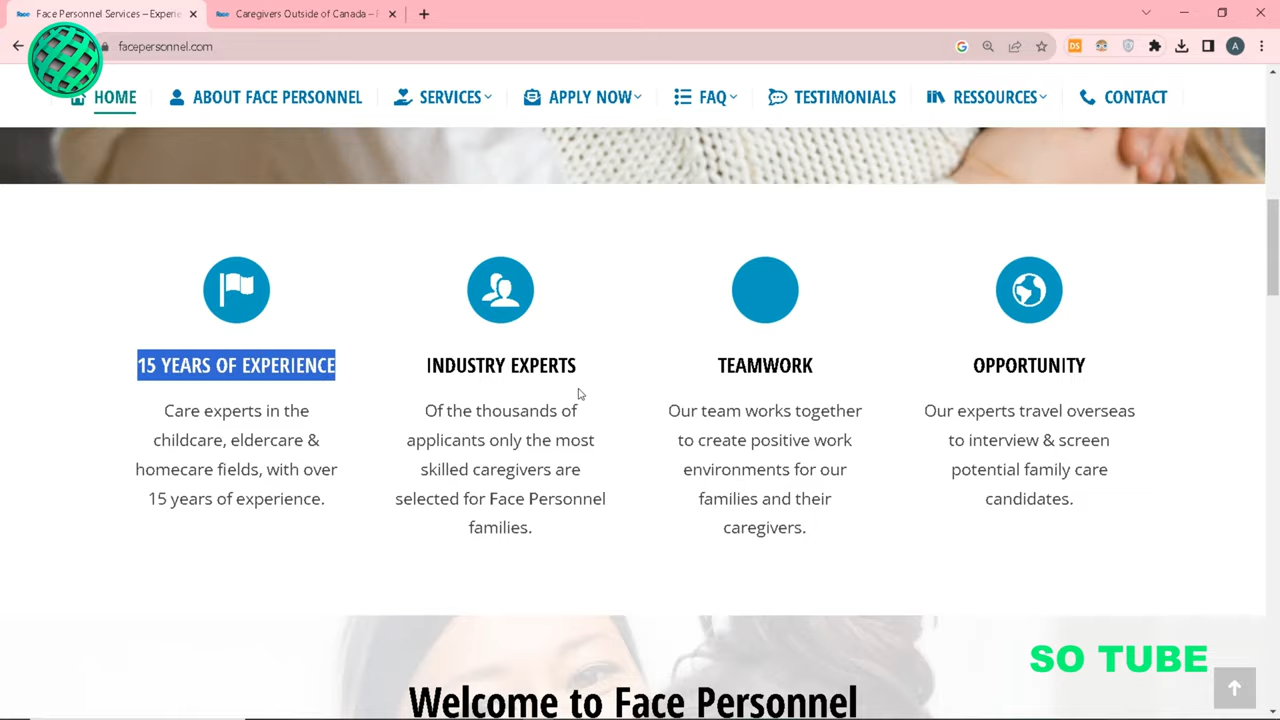 Face Personnel Services – Experie
Caregivers Outside of Canada –
facepersonnel.com
HOME
ABOUT FACE PERSONNEL
SERVICES
APPLY NOW
FAQ
TESTIMONIALS
RESSOURCES
CONTACT
15 YEARS OF EXPERIENCE
Care experts in the
childcare, eldercare &
homecare fields, with over
15 years of experience.
INDUSTRY EXPERTS
Of the thousands of
applicants only the most
skilled caregivers are
selected for Face Personnel
families.
TEAMWORK
Our team works together
to create positive work
environments for our
families and their
caregivers.
OPPORTUNITY
Our experts travel overseas
to interview & screen
potential family care
candidates.
Welcome to Face Personnel
SO TUBE